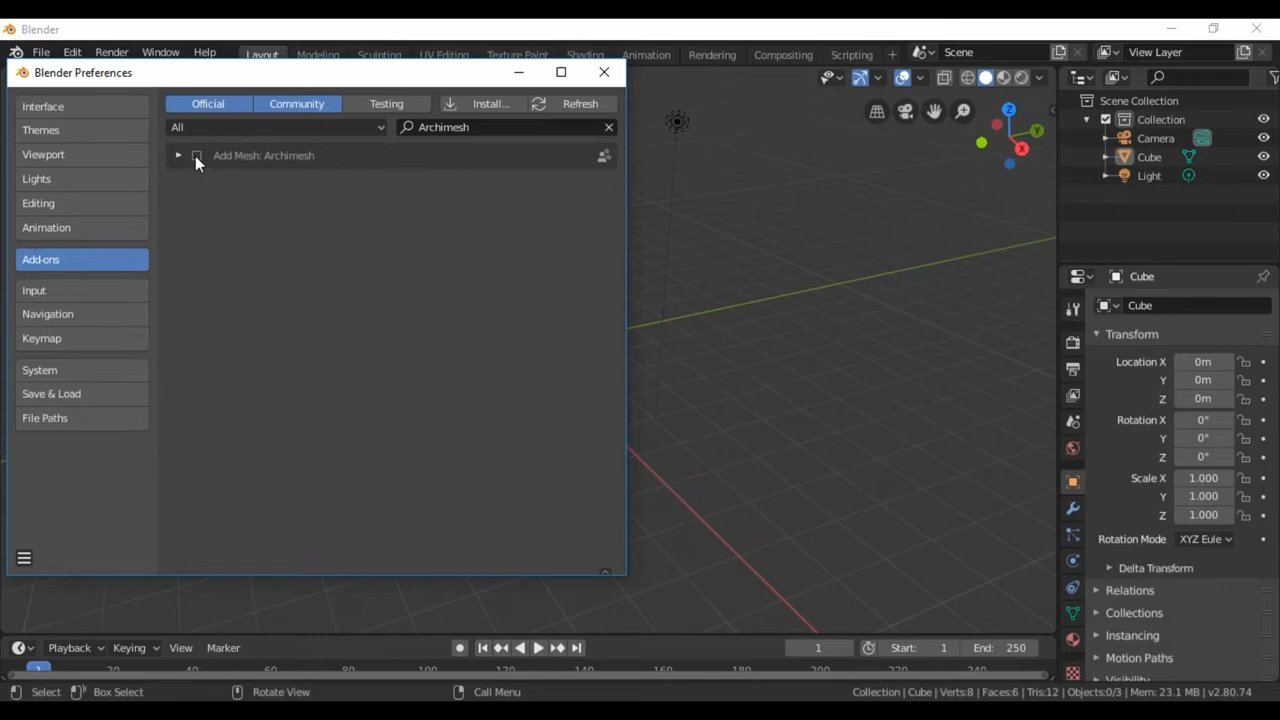 Blender
File Edit Render Window Help Layout Modeling Sculpting UV Editing Texture Paint Shading Animation Rendering Compositing Scripting + Scene View Layer
Blender Preferences
Interface
Themes
Viewport
Lights
Editing
Animation
Add-ons
Input
Navigation
Keymap
System
Save & Load
File Paths
Official Community Testing Install... Refresh
All Archimesh
Add Mesh: Archimesh
Z
Y
X
Scene Collection
Collection
Camera
Cube
Light
Cube
Cube
Transform
Location X 0m
Y 0m
Z 0m
Rotation X 0°
Y 0°
Z 0°
Scale X 1.000
Y 1.000
Z 1.000
Rotation Mode XYZ Eule
Delta Transform
Relations
Collections
Instancing
Motion Paths
Visibility
Playback Keying View Marker 1 Start: 1 End: 250
1 20 40 60 80 100 120 140 160 180 200 220 240
Select Box Select Rotate View Call Menu Collection | Cube | Verts:8 | Faces:6 | Tris:12 | Objects:0/3 | Mem: 23.1 MB | v2.80.74